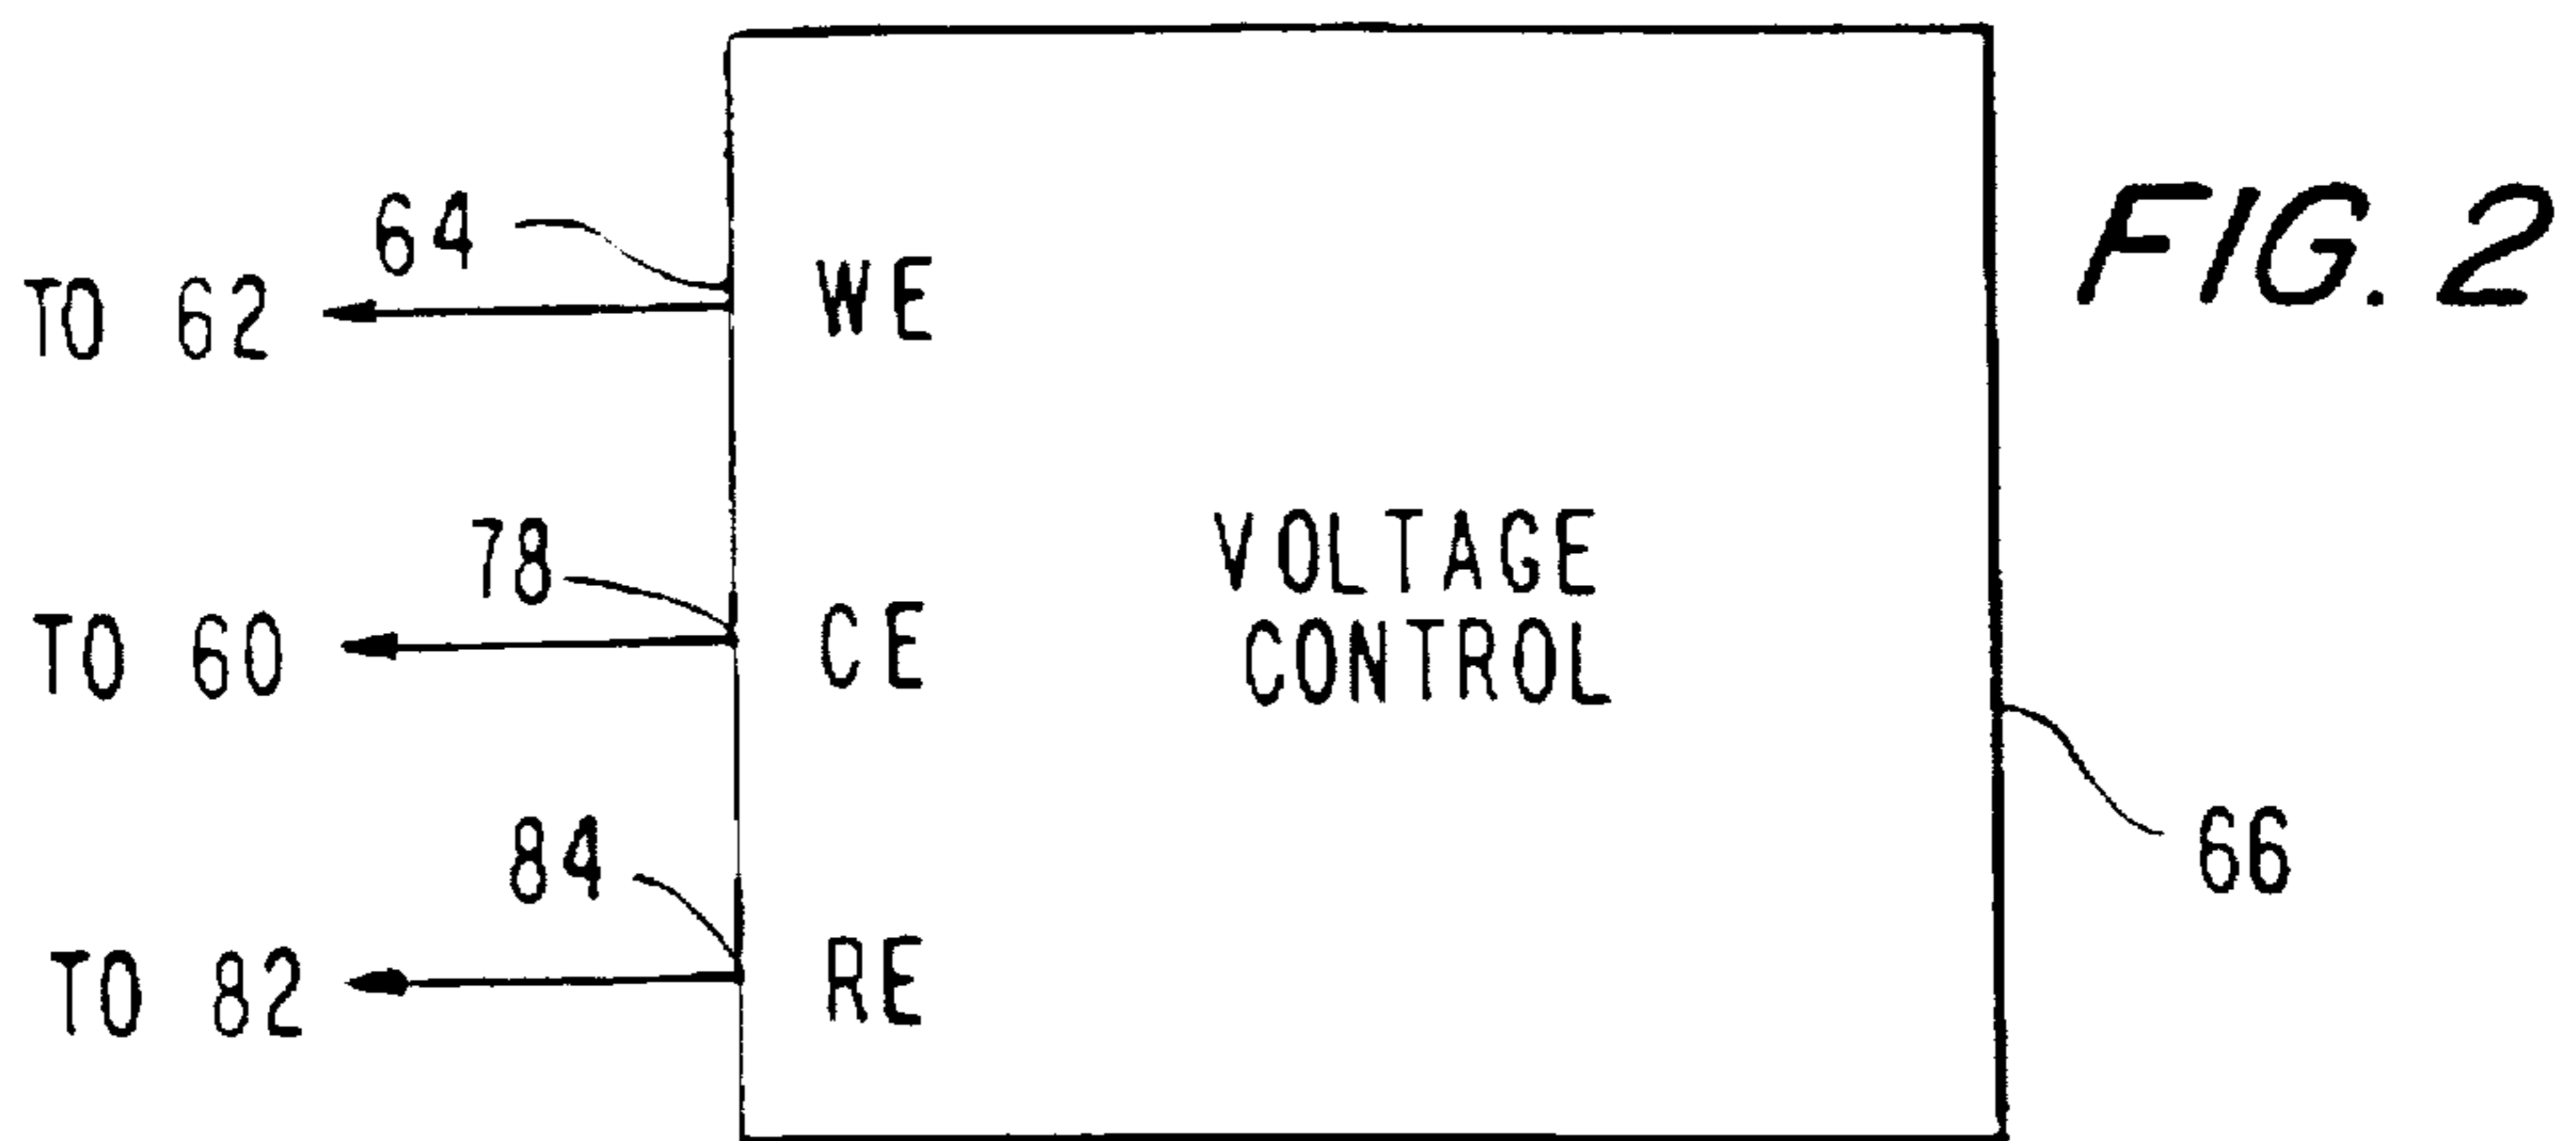 FIG. 2
64
TO 62
WE
78
TO 60
CE
VOLTAGE
CONTROL
84
66
TO 82
RE